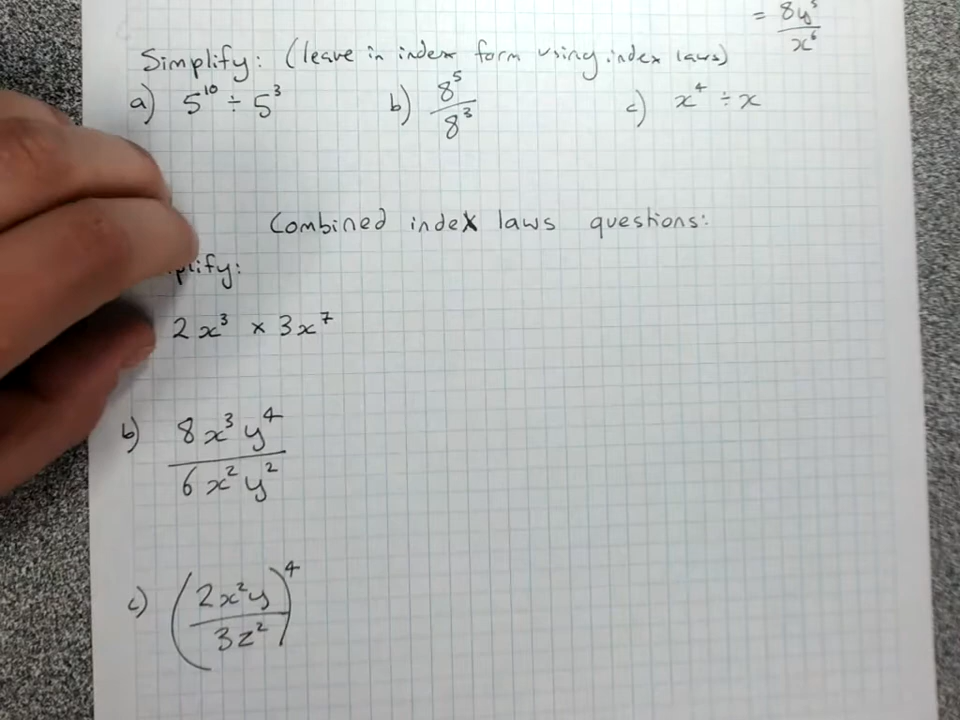 = 8y⁵/x⁶
Simplify: (leave in index form using index laws)
a) 5¹⁰ ÷ 5³ b) 8⁵/8³ c) x⁴ ÷ x
Combined index laws questions:
plify:
2x³ × 3x⁷
b) 8x³y⁴/6x²y²
c) (2x²y/3z²)⁴